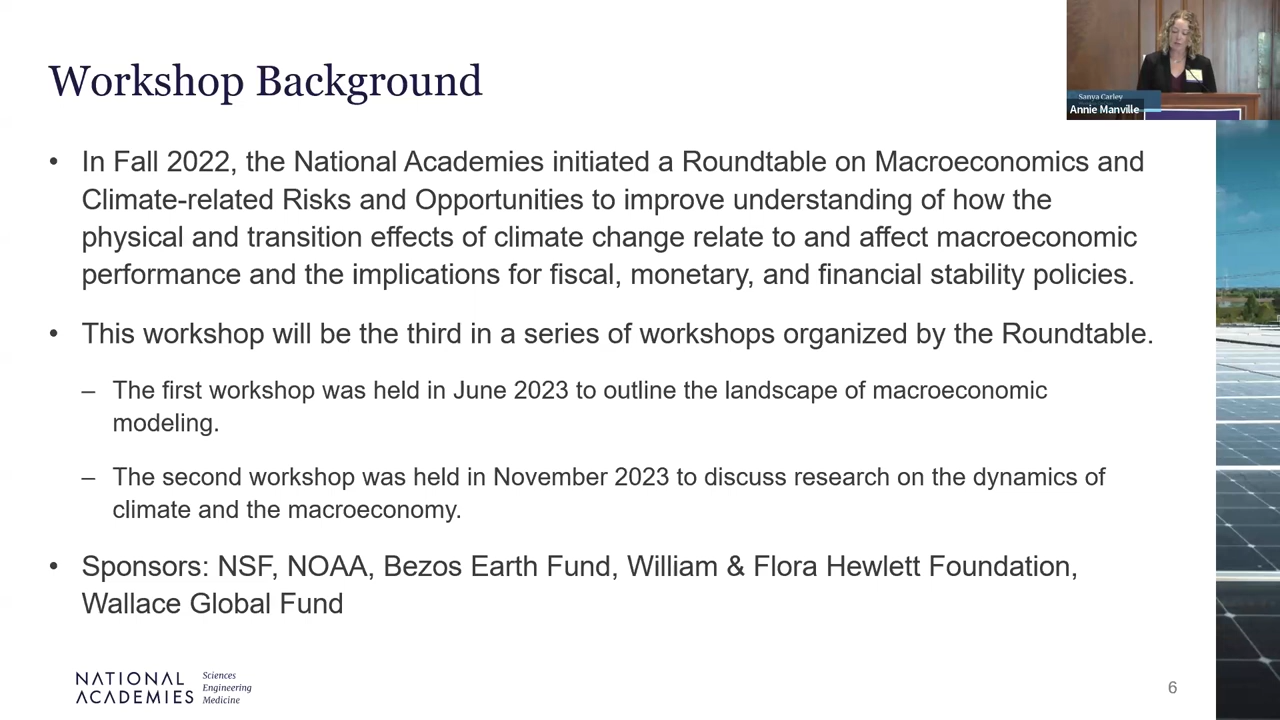 Workshop Background
Sanya Carley
Annie Manville
• In Fall 2022, the National Academies initiated a Roundtable on Macroeconomics and
Climate-related Risks and Opportunities to improve understanding of how the
physical and transition effects of climate change relate to and affect macroeconomic
performance and the implications for fiscal, monetary, and financial stability policies.
• This workshop will be the third in a series of workshops organized by the Roundtable.
– The first workshop was held in June 2023 to outline the landscape of macroeconomic
modeling.
– The second workshop was held in November 2023 to discuss research on the dynamics of
climate and the macroeconomy.
• Sponsors: NSF, NOAA, Bezos Earth Fund, William & Flora Hewlett Foundation,
Wallace Global Fund
NATIONAL
ACADEMIES
Sciences
Engineering
Medicine
6